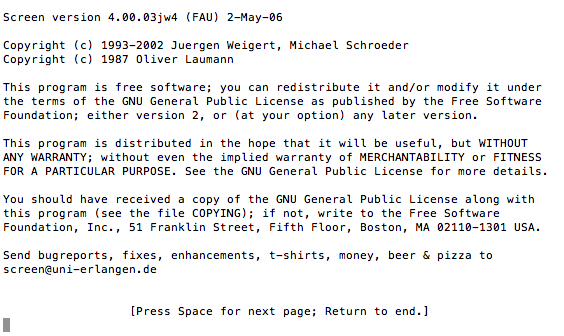 Screen version 4.00.03jw4 (FAU) 2-May-06
Copyright (c) 1993-2002 Juergen Weigert, Michael Schroeder
Copyright (c) 1987 Oliver Laumann
This program is free software; you can redistribute it and/or modify it under
the terms of the GNU General Public License as published by the Free Software
Foundation; either version 2, or (at your option) any later version.
This program is distributed in the hope that it will be useful, but WITHOUT
ANY WARRANTY; without even the implied warranty of MERCHANTABILITY or FITNESS
FOR A PARTICULAR PURPOSE. See the GNU General Public License for more details.
You should have received a copy of the GNU General Public License along with
this program (see the file COPYING); if not, write to the Free Software
Foundation, Inc., 51 Franklin Street, Fifth Floor, Boston, MA 02110-1301 USA.
Send bugreports, fixes, enhancements, t-shirts, money, beer & pizza to
screen@uni-erlangen.de
[Press Space for next page; Return to end.]